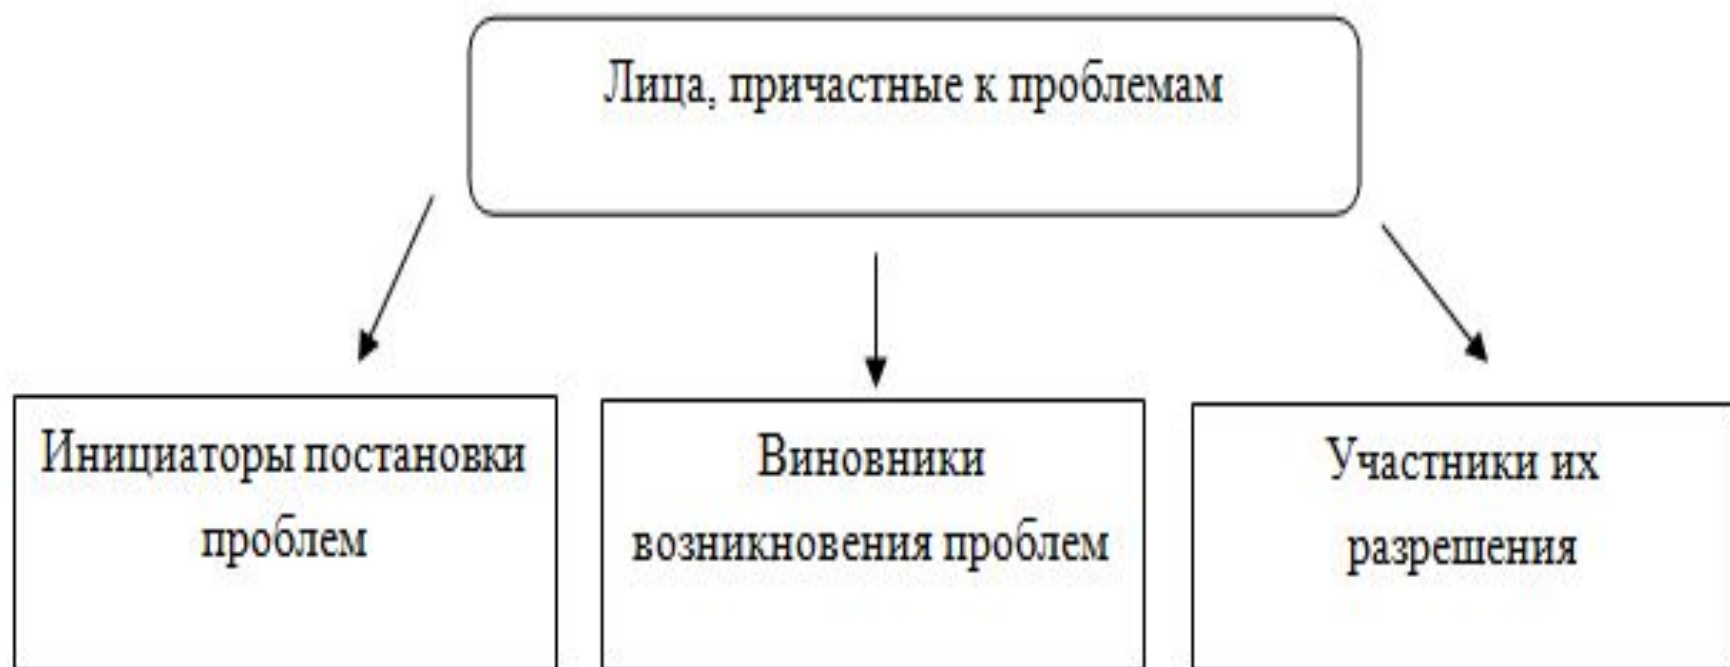 Лица, причастные к проблемам
Инициаторы постановки
проблем
Виновники
возникновения проблем
Участники их
разрешения